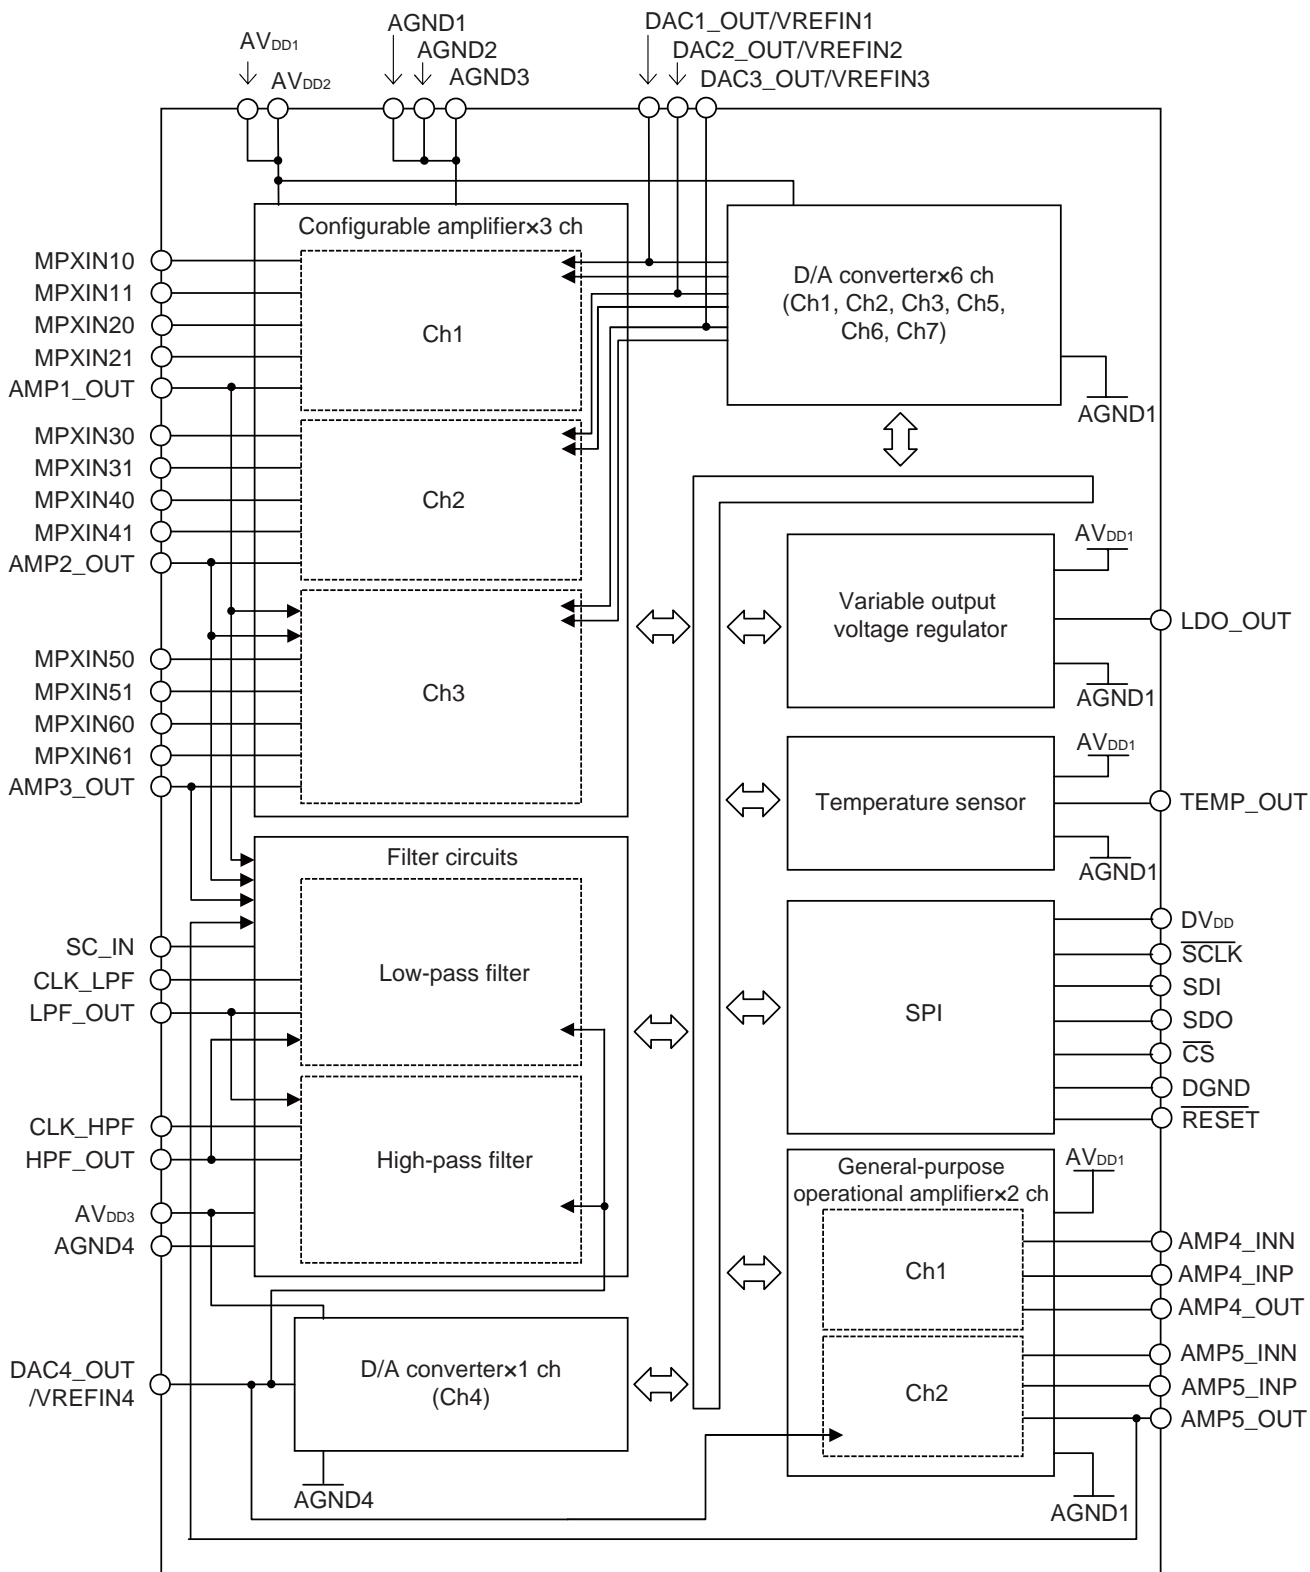 AVDD1
AVDD2
AGND1
AGND2
AGND3
DAC1_OUT/VREFIN1
DAC2_OUT/VREFIN2
DAC3_OUT/VREFIN3
Configurable amplifier×3 ch
Ch1
Ch2
Ch3
MPXIN10
MPXIN11
MPXIN20
MPXIN21
AMP1_OUT
MPXIN30
MPXIN31
MPXIN40
MPXIN41
AMP2_OUT
MPXIN50
MPXIN51
MPXIN60
MPXIN61
AMP3_OUT
D/A converter×6 ch
(Ch1, Ch2, Ch3, Ch5,
Ch6, Ch7)
AGND1
Variable output
voltage regulator
AVDD1
LDO_OUT
AGND1
Temperature sensor
AVDD1
TEMP_OUT
AGND1
Filter circuits
Low-pass filter
High-pass filter
SC_IN
CLK_LPF
LPF_OUT
CLK_HPF
HPF_OUT
AVDD3
AGND4
SPI
DVDD
SCLK
SDI
SDO
CS
DGND
RESET
General-purpose
operational amplifier×2 ch
AVDD1
Ch1
Ch2
AMP4_INN
AMP4_INP
AMP4_OUT
AMP5_INN
AMP5_INP
AMP5_OUT
AGND1
DAC4_OUT
/VREFIN4
D/A converter×1 ch
(Ch4)
AGND4